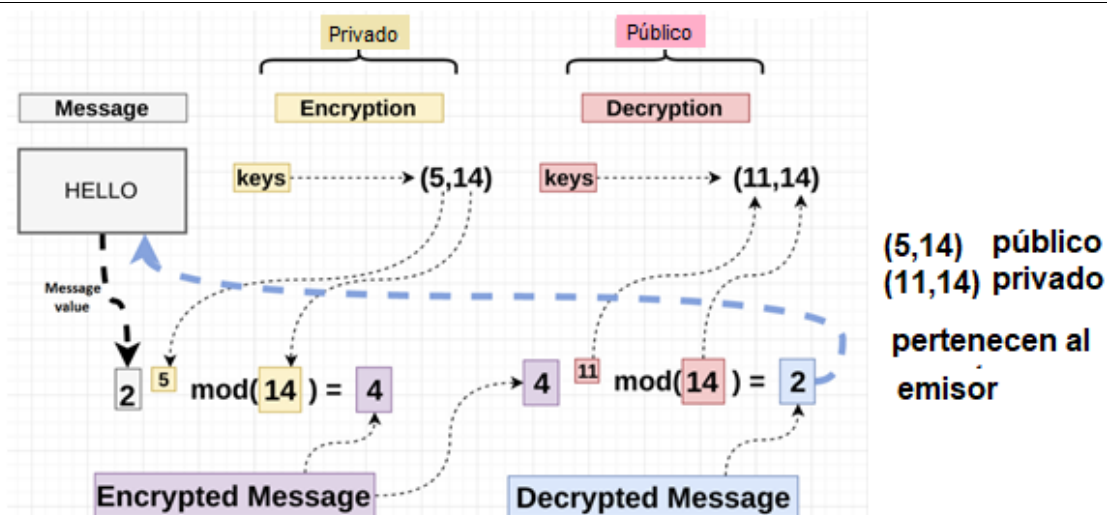 Privado
Público
Message
Encryption
Decryption
HELLO
keys
(5,14)
keys
(11,14)
(5,14) público
(11,14) privado
pertenecen al
emisor
Message
value
2 5 mod( 14 ) = 4
4 11 mod( 14 ) = 2
Encrypted Message
Decrypted Message